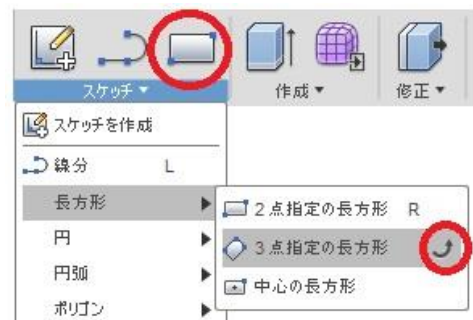 スケッチ▼ 作成▼ 修正▼
スケッチを作成
線分 L
長方形
2点指定の長方形 R
円
3点指定の長方形
円弧
中心の長方形
ポリゴン